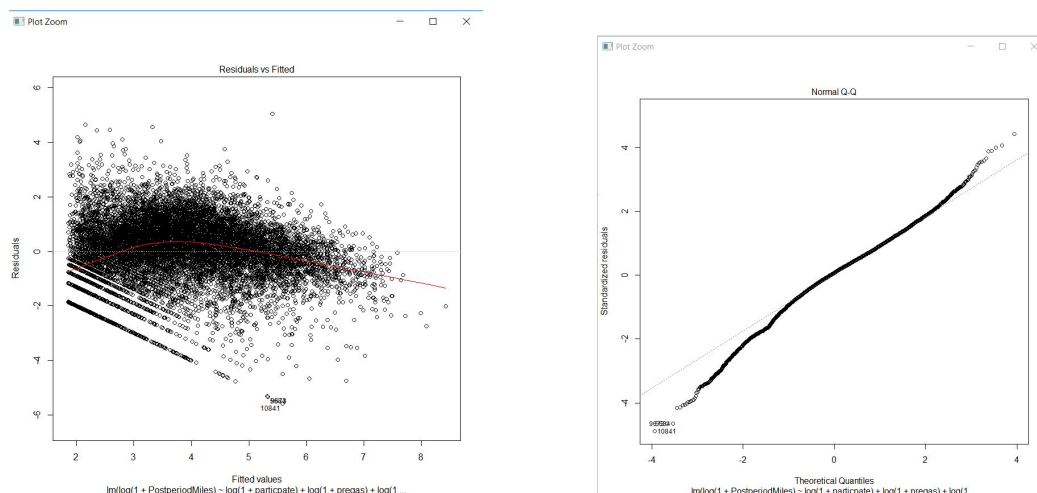 Plot Zoom
Residuals vs Fitted
6
4
2
0
-2
-4
-6
Residuals
10841
2 3 4 5 6 7 8
Fitted values
lm(log(1 + PostperiodMiles) ~ log(1 + particpate) + log(1 + pregas) + log(1 ...
Plot Zoom
Normal Q-Q
4
2
0
-2
-4
Standardized residuals
10841
-4 -2 0 2 4
Theoretical Quantiles
lm(log(1 + PostperiodMiles) ~ log(1 + particpate) + log(1 + pregas) + log(1